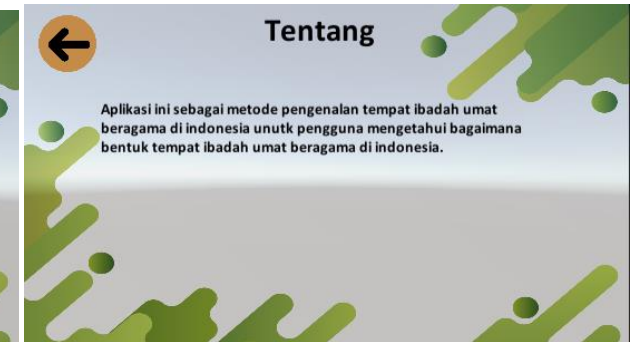 Tentang
Aplikasi ini sebagai metode pengenalan tempat ibadah umat
beragama di indonesia unutk pengguna mengetahui bagaimana
bentuk tempat ibadah umat beragama di indonesia.